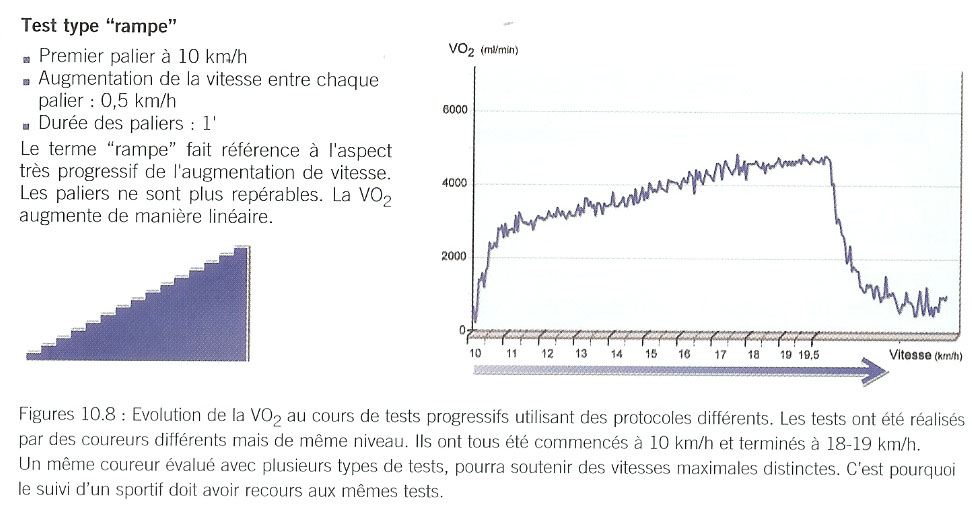 Test type “rampe”
▪ Premier palier à 10 km/h
▪ Augmentation de la vitesse entre chaque
palier : 0,5 km/h
▪ Durée des paliers : 1'
Le terme “rampe” fait référence à l'aspect
très progressif de l'augmentation de vitesse.
Les paliers ne sont plus repérables. La VO2
augmente de manière linéaire.
VO2 (ml/min)
6000
4000
2000
0
10 11 12 13 14 15 16 17 18 19 19,5 Vitesse (km/h)
Figures 10.8 : Evolution de la VO2 au cours de tests progressifs utilisant des protocoles différents. Les tests ont été réalisés
par des coureurs différents mais de même niveau. Ils ont tous été commencés à 10 km/h et terminés à 18-19 km/h.
Un même coureur évalué avec plusieurs types de tests, pourra soutenir des vitesses maximales distinctes. C'est pourquoi
le suivi d'un sportif doit avoir recours aux mêmes tests.